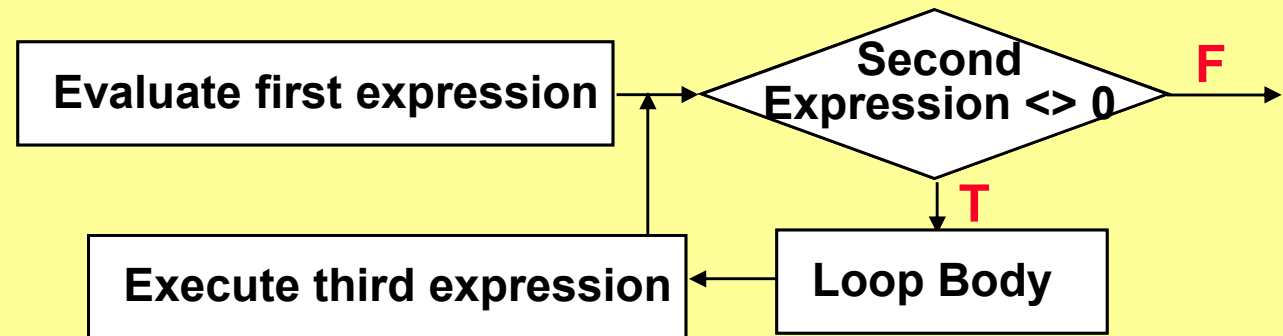 Evaluate first expression
Second
Expression <> 0
F
T
Execute third expression
Loop Body